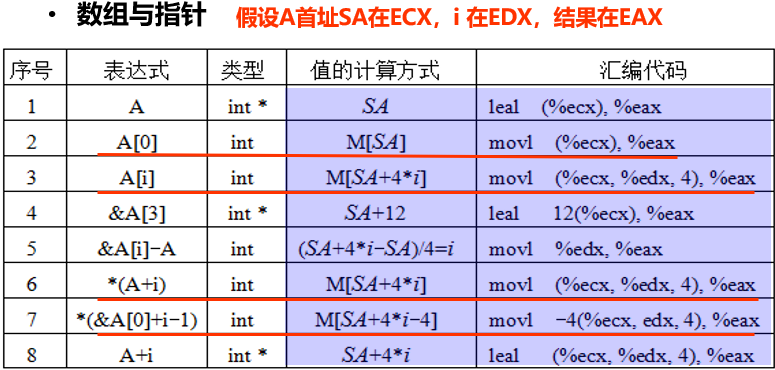 • 数组与指针 假设A首址SA在ECX，i 在EDX，结果在EAX
序号 表达式 类型 值的计算方式 汇编代码
1 A int * SA leal (%ecx), %eax
2 A[0] int M[SA] movl (%ecx), %eax
3 A[i] int M[SA+4*i] movl (%ecx, %edx, 4), %eax
4 &A[3] int * SA+12 leal 12(%ecx), %eax
5 &A[i]−A int (SA+4*i−SA)/4=i movl %edx, %eax
6 *(A+i) int M[SA+4*i] movl (%ecx, %edx, 4), %eax
7 *(&A[0]+i−1) int M[SA+4*i−4] movl −4(%ecx, edx, 4), %eax
8 A+i int * SA+4*i leal (%ecx, %edx, 4), %eax